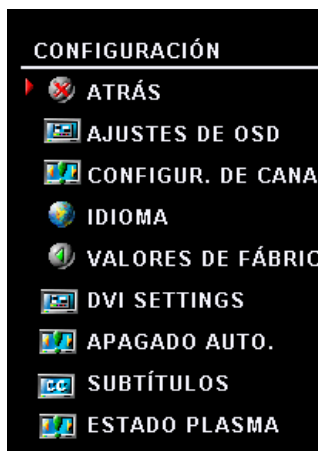 CONFIGURACIÓN
ATRÁS
AJUSTES DE OSD
CONFIGUR. DE CANA
IDIOMA
VALORES DE FÁBRIC
DVI SETTINGS
APAGADO AUTO.
CC SUBTÍTULOS
ESTADO PLASMA